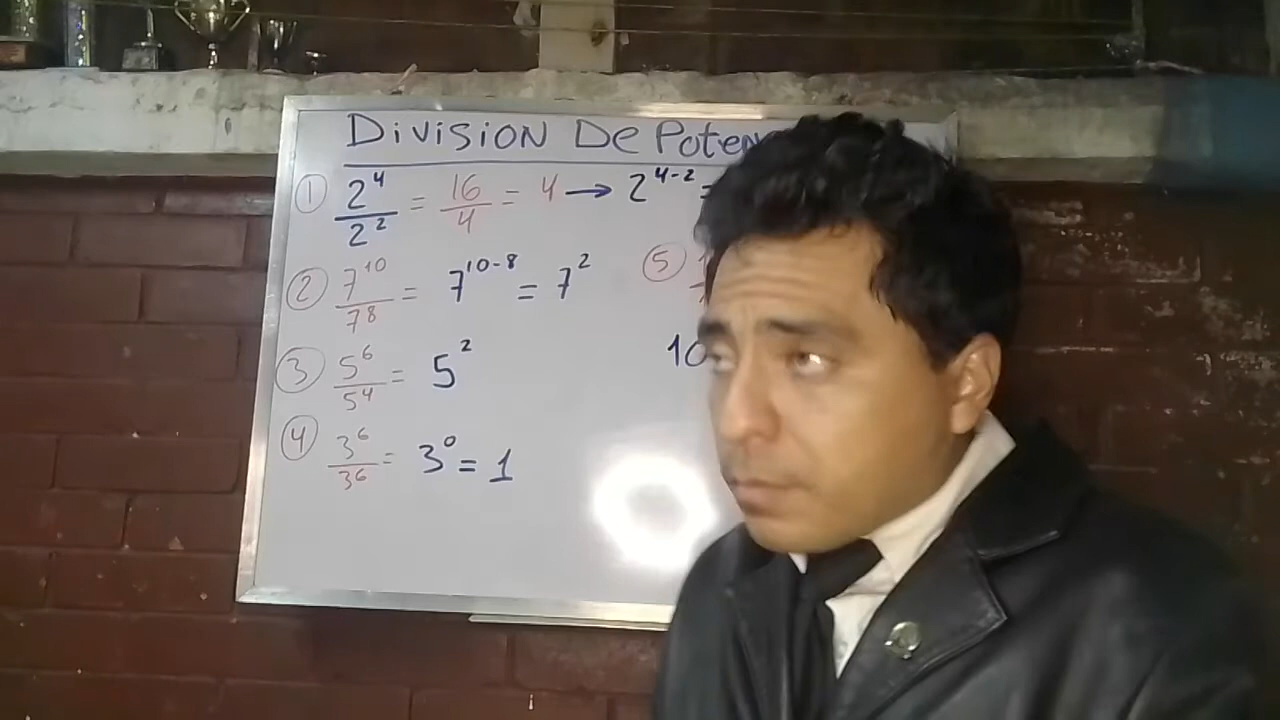 DivisioN De Poten
① 2⁴/2² = 16/4 = 4 → 2⁴⁻² =
② 7¹⁰/7⁸ = 7¹⁰⁻⁸ = 7²
③ 5⁶/5⁴ = 5²
④ 3⁶/3⁶ = 3⁰ = 1
⑤
10